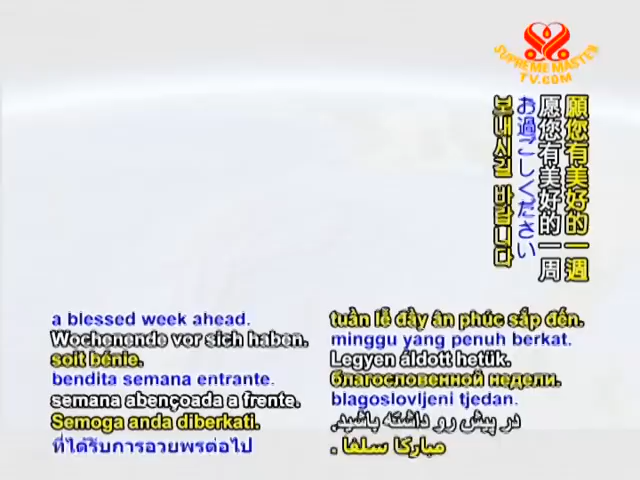 SUPREME MASTER
TV.COM
願您有美好的一週
愿您有美好的一周
お過ごしください
보내시길 바랍니다
a blessed week ahead.
Wochenende vor sich haben.
soit bénie.
bendita semana entrante.
semana abençoada a frente.
Semoga anda diberkati.
ที่ได้รับการอวยพรต่อไป
tuần lễ đầy ân phúc sắp đến.
minggu yang penuh berkat.
Legyen áldott hetük.
благословенной недели.
blagoslovljeni tjedan.
در پیش رو داشته باشید.
مباركا سلفا .